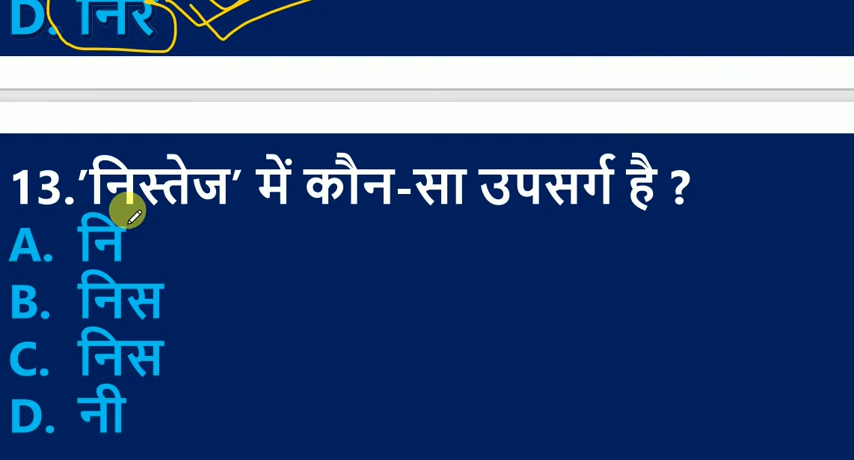 D. निर
13.’निस्तेज’ में कौन-सा उपसर्ग है ?
A. नि
B. निस
C. निस
D. नी